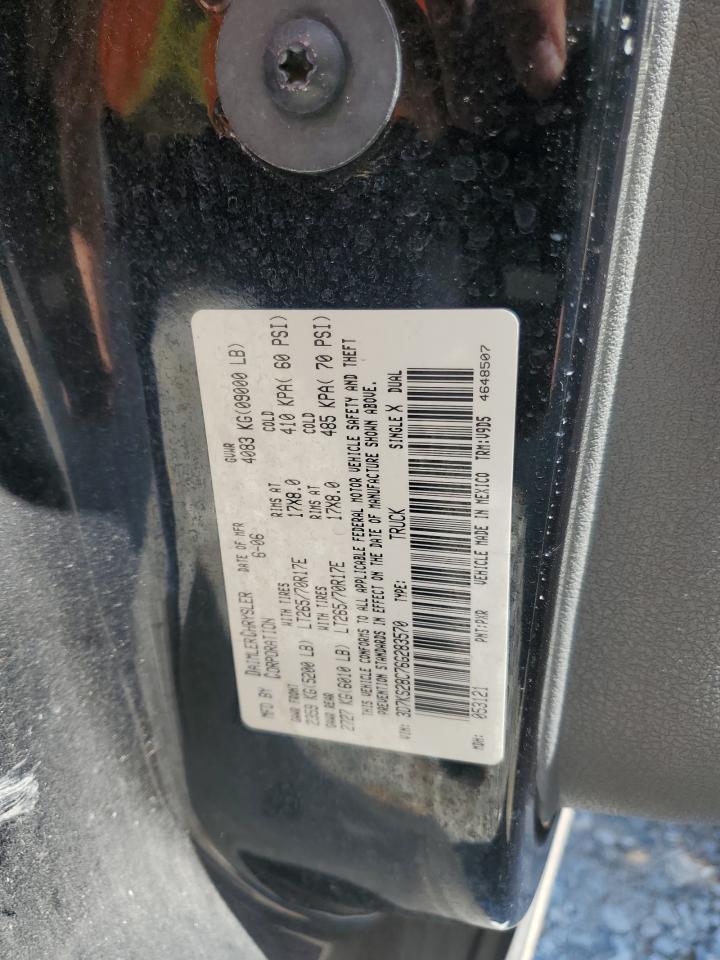 MFD BY DAIMLERCHRYSLER CORPORATION DATE OF MFR 6-06 GVWR 4083 KG(09000 LB)
GAWR FRONT WITH TIRES RIMS AT COLD
2359 KG(5200 LB) LT265/70R17E 17X8.0 410 KPA( 60 PSI)
GAWR REAR WITH TIRES RIMS AT COLD
2727 KG(6010 LB) LT265/70R17E 17X8.0 485 KPA( 70 PSI)
THIS VEHICLE CONFORMS TO ALL APPLICABLE FEDERAL MOTOR VEHICLE SAFETY AND THEFT
PREVENTION STANDARDS IN EFFECT ON THE DATE OF MANUFACTURE SHOWN ABOVE.
VIN: 3D7KS28C76G283570 TYPE: TRUCK SINGLE X DUAL
MDH: 053121 PNT:PXR VEHICLE MADE IN MEXICO TRM:V9D5 4648507